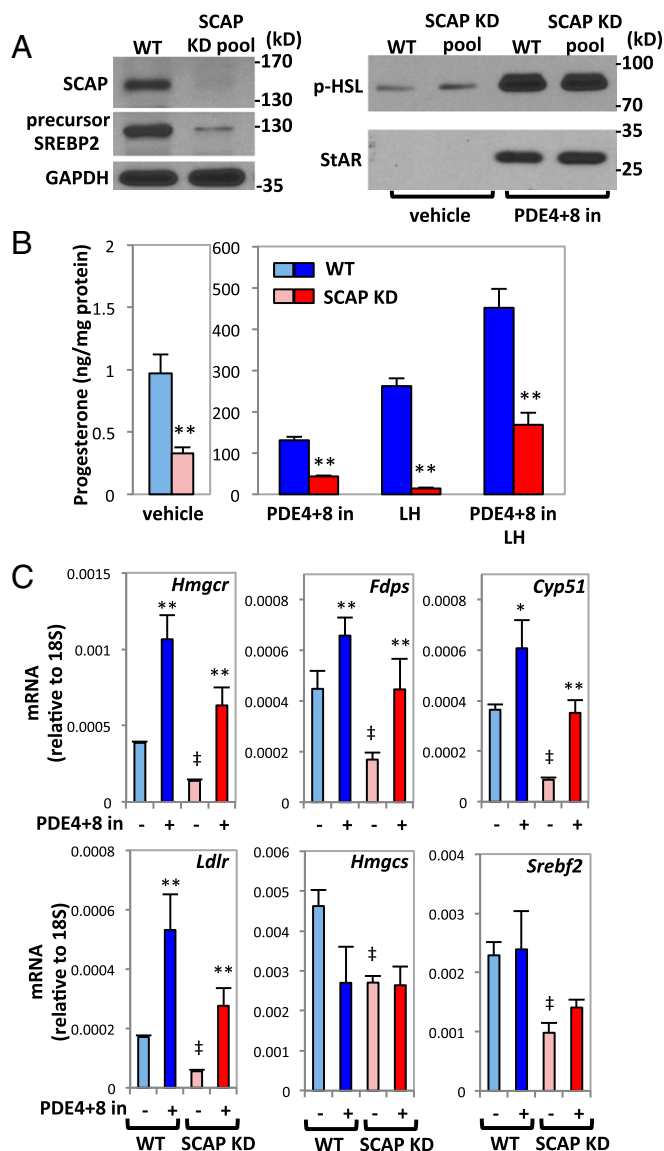 A
WT
SCAP
KD pool
(kD)
SCAP
-170
-130
precursor
SREBP2
-130
GAPDH
-35
WT
SCAP KD
pool
WT
SCAP KD
pool
(kD)
p-HSL
-100
-70
StAR
-35
-25
vehicle
PDE4+8 in
B
Progesterone (ng/mg protein)
2
1.5
1
0.5
0
**
vehicle
600
500
400
300
200
100
0
WT
SCAP KD
**
**
**
PDE4+8 in
LH
PDE4+8 in
LH
C
mRNA
(relative to 18S)
0.0015
0.001
0.0005
0
Hmgcr
**
‡
**
PDE4+8 in
- + - +
0.0008
0.0006
0.0004
0.0002
0
Fdps
**
‡
**
- + - +
0.0008
0.0006
0.0004
0.0002
0
Cyp51
*
‡
**
- + - +
mRNA
(relative to 18S)
0.0008
0.0006
0.0004
0.0002
0
Ldlr
**
‡
**
PDE4+8 in
- + - +
WT
SCAP KD
0.006
0.005
0.004
0.003
0.002
0.001
0
Hmgcs
‡
- + - +
WT
SCAP KD
0.004
0.003
0.002
0.001
0
Srebf2
‡
- + - +
WT
SCAP KD